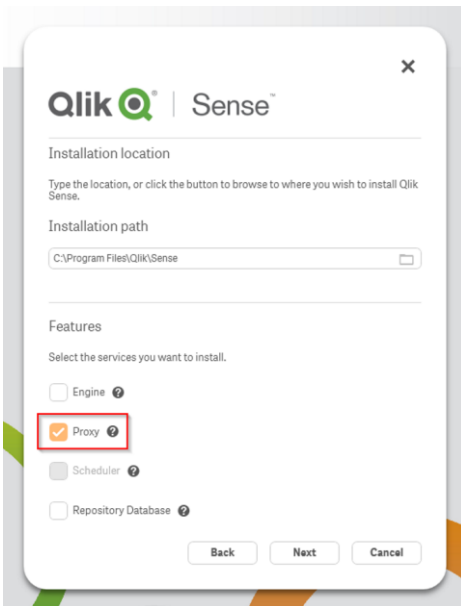 Qlik Q | Sense™
Installation location
Type the location, or click the button to browse to where you wish to install Qlik
Sense.
Installation path
C:\Program Files\Qlik\Sense
Features
Select the services you want to install.
Engine ?
Proxy ?
Scheduler ?
Repository Database ?
Back Next Cancel